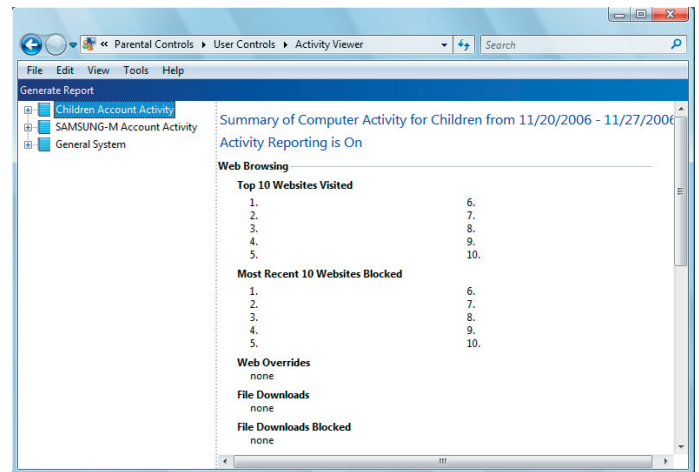 « Parental Controls ▸ User Controls ▸ Activity Viewer
Search
File Edit View Tools Help
Generate Report
Children Account Activity
SAMSUNG-M Account Activity
General System
Summary of Computer Activity for Children from 11/20/2006 - 11/27/2006
Activity Reporting is On
Web Browsing
Top 10 Websites Visited
1. 6.
2. 7.
3. 8.
4. 9.
5. 10.
Most Recent 10 Websites Blocked
1. 6.
2. 7.
3. 8.
4. 9.
5. 10.
Web Overrides
none
File Downloads
none
File Downloads Blocked
none